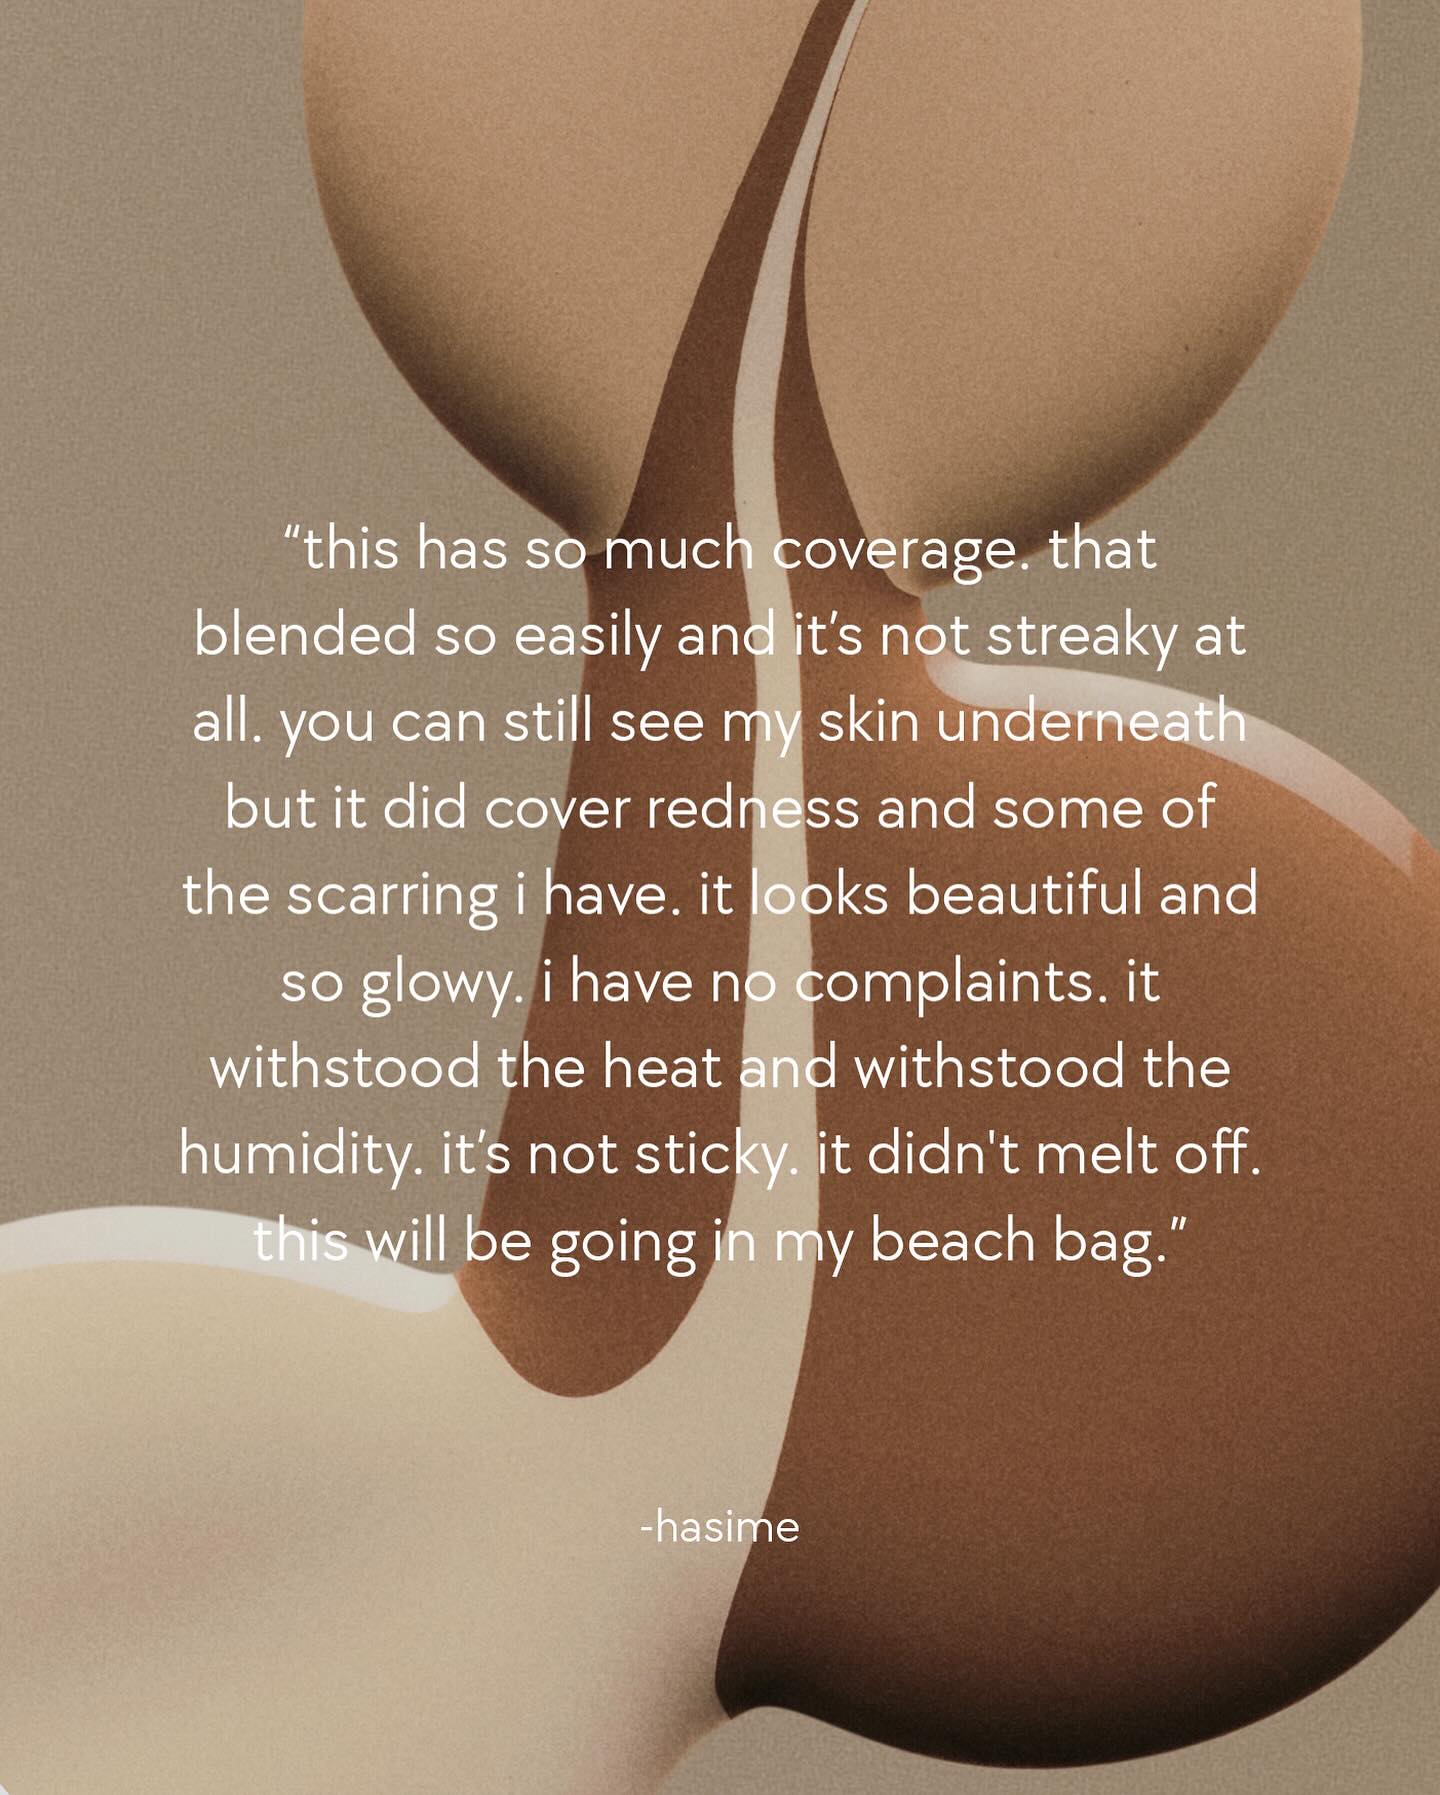 “this has so much coverage. that
blended so easily and it’s not streaky at
all. you can still see my skin underneath
but it did cover redness and some of
the scarring i have. it looks beautiful and
so glowy. i have no complaints. it
withstood the heat and withstood the
humidity. it’s not sticky. it didn't melt off.
this will be going in my beach bag.”
-hasime